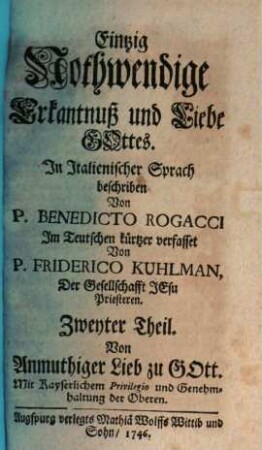 Eintzig
Nothwendige
Erkantnuß und Liebe
GOttes.
In Italienischer Sprach
beschriben
Von
P. BENEDICTO ROGACCI
Im Teutschen kürtzer verfasset
Von
P. FRIDERICO KUHLMAN,
Der Gesellschafft JEsu
Priesteren.
Zweyter Theil.
Von
Anmuthiger Lieb zu GOtt.
Mit Kayserlichem Privilegio und Genehm-
haltung der Oberen.
Augspurg verlegts Mathiä Wolffs Wittib und
Sohn / 1746.